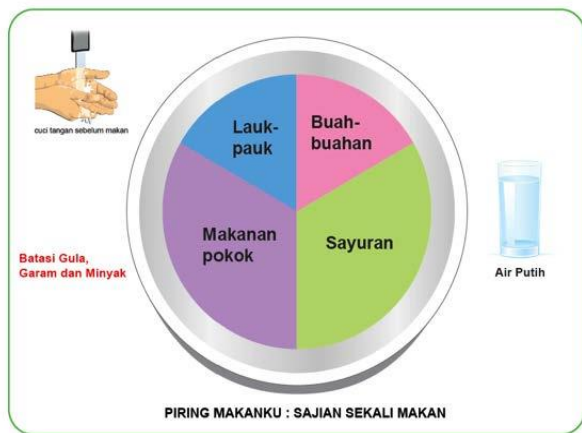 cuci tangan sebelum makan
Lauk-
pauk
Buah-
buahan
Makanan
pokok
Sayuran
Batasi Gula,
Garam dan Minyak
Air Putih
PIRING MAKANKU : SAJIAN SEKALI MAKAN